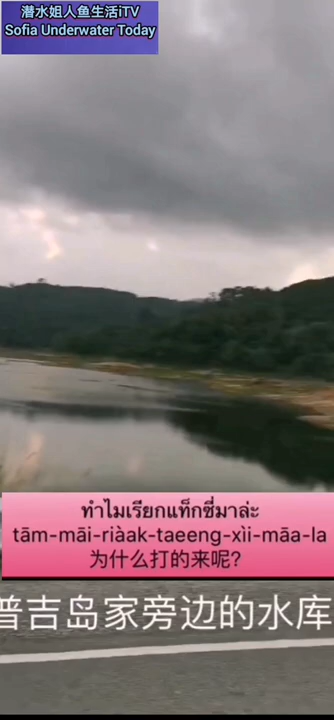 潜水姐人鱼生活iTV
Sofia Underwater Today
ทำไมเรียกแท็กซี่มาล่ะ
tām-māi-riàak-taeeng-xìi-māa-la
为什么打的来呢?
普吉岛家旁边的水库